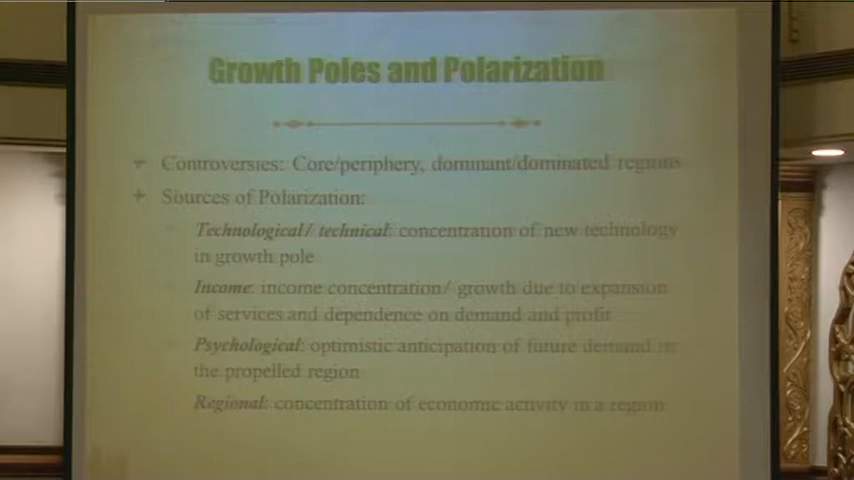 Growth Poles and Polarization
Controversies: Core/periphery, dominant/dominated regions
Sources of Polarization:
Technological/ technical: concentration of new technology
in growth pole
Income: income concentration/ growth due to expansion
of services and dependence on demand and profit
Psychological: optimistic anticipation of future demand in
the propelled region
Regional: concentration of economic activity in a region